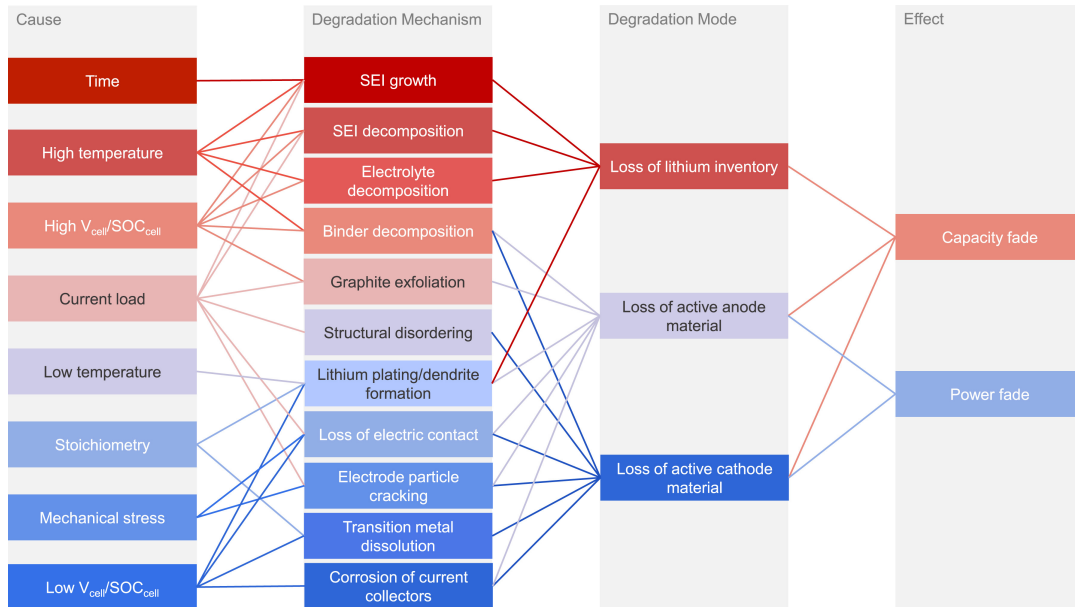 Cause
Time
High temperature
High Vcell/SOCcell
Current load
Low temperature
Stoichiometry
Mechanical stress
Low Vcell/SOCcell
Degradation Mechanism
SEI growth
SEI decomposition
Electrolyte
decomposition
Binder decomposition
Graphite exfoliation
Structural disordering
Lithium plating/dendrite
formation
Loss of electric contact
Electrode particle
cracking
Transition metal
dissolution
Corrosion of current
collectors
Degradation Mode
Loss of lithium inventory
Loss of active anode
material
Loss of active cathode
material
Effect
Capacity fade
Power fade